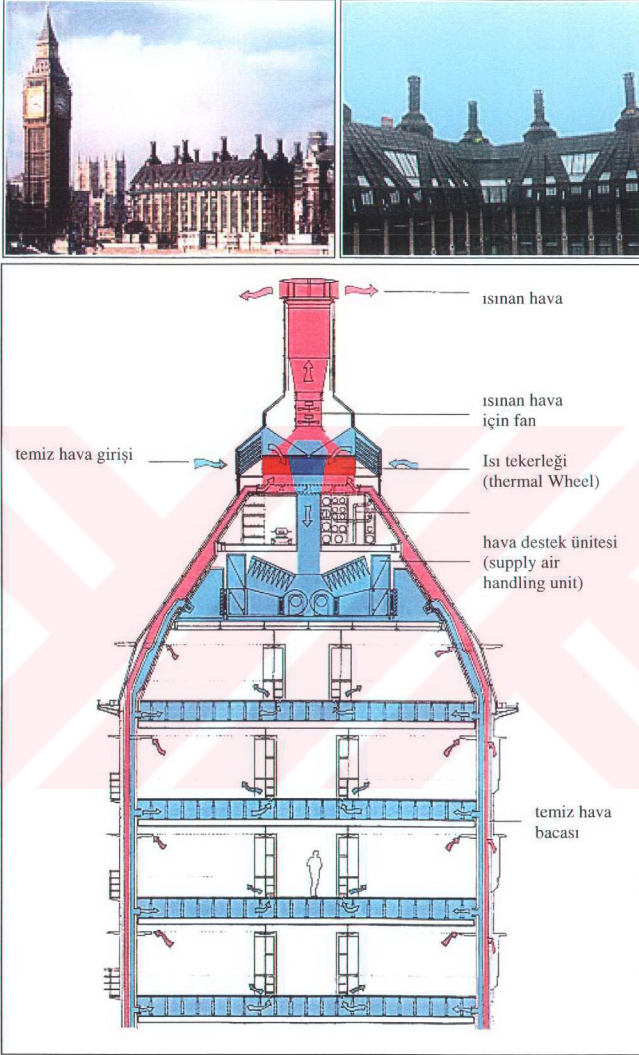 ısınan hava
ısınan hava
için fan
temiz hava girişi
Isı tekerleği
(thermal Wheel)
hava destek ünitesi
(supply air
handling unit)
temiz hava
bacası